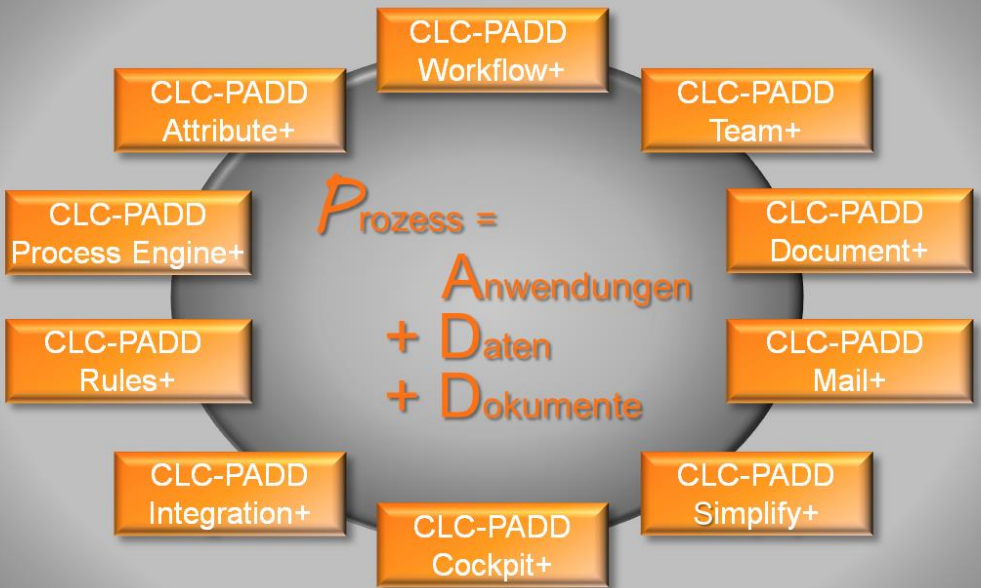 CLC-PADD
Workflow+
CLC-PADD
Attribute+
CLC-PADD
Team+
CLC-PADD
Process Engine+
CLC-PADD
Document+
Prozess =
Anwendungen
+ Daten
+ Dokumente
CLC-PADD
Rules+
CLC-PADD
Mail+
CLC-PADD
Integration+
CLC-PADD
Simplify+
CLC-PADD
Cockpit+